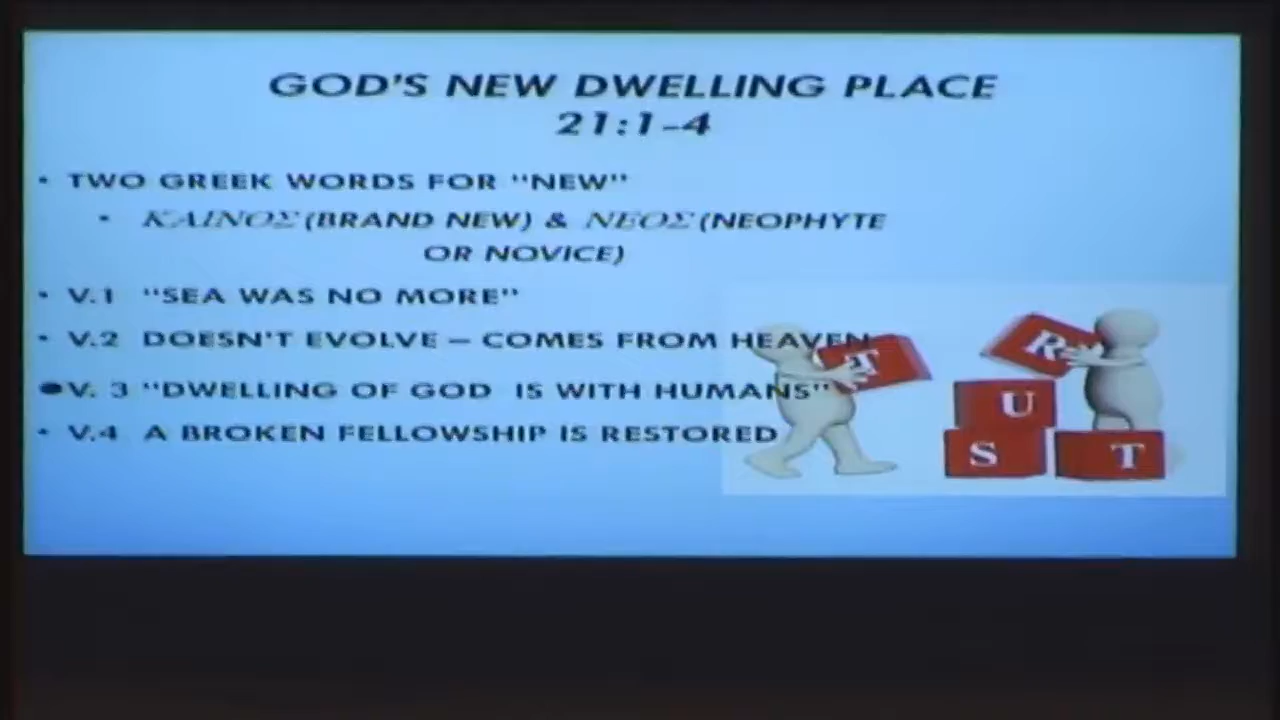 GOD'S NEW DWELLING PLACE
21:1-4
• TWO GREEK WORDS FOR "NEW"
• ΚΑΙΝΟΣ (BRAND NEW) & ΝΕΟΣ (NEOPHYTE
OR NOVICE)
• V.1 "SEA WAS NO MORE"
• V.2 DOESN'T EVOLVE – COMES FROM HEAVEN
• V. 3 "DWELLING OF GOD IS WITH HUMANS"
• V.4 A BROKEN FELLOWSHIP IS RESTORED
T
R
U
S T